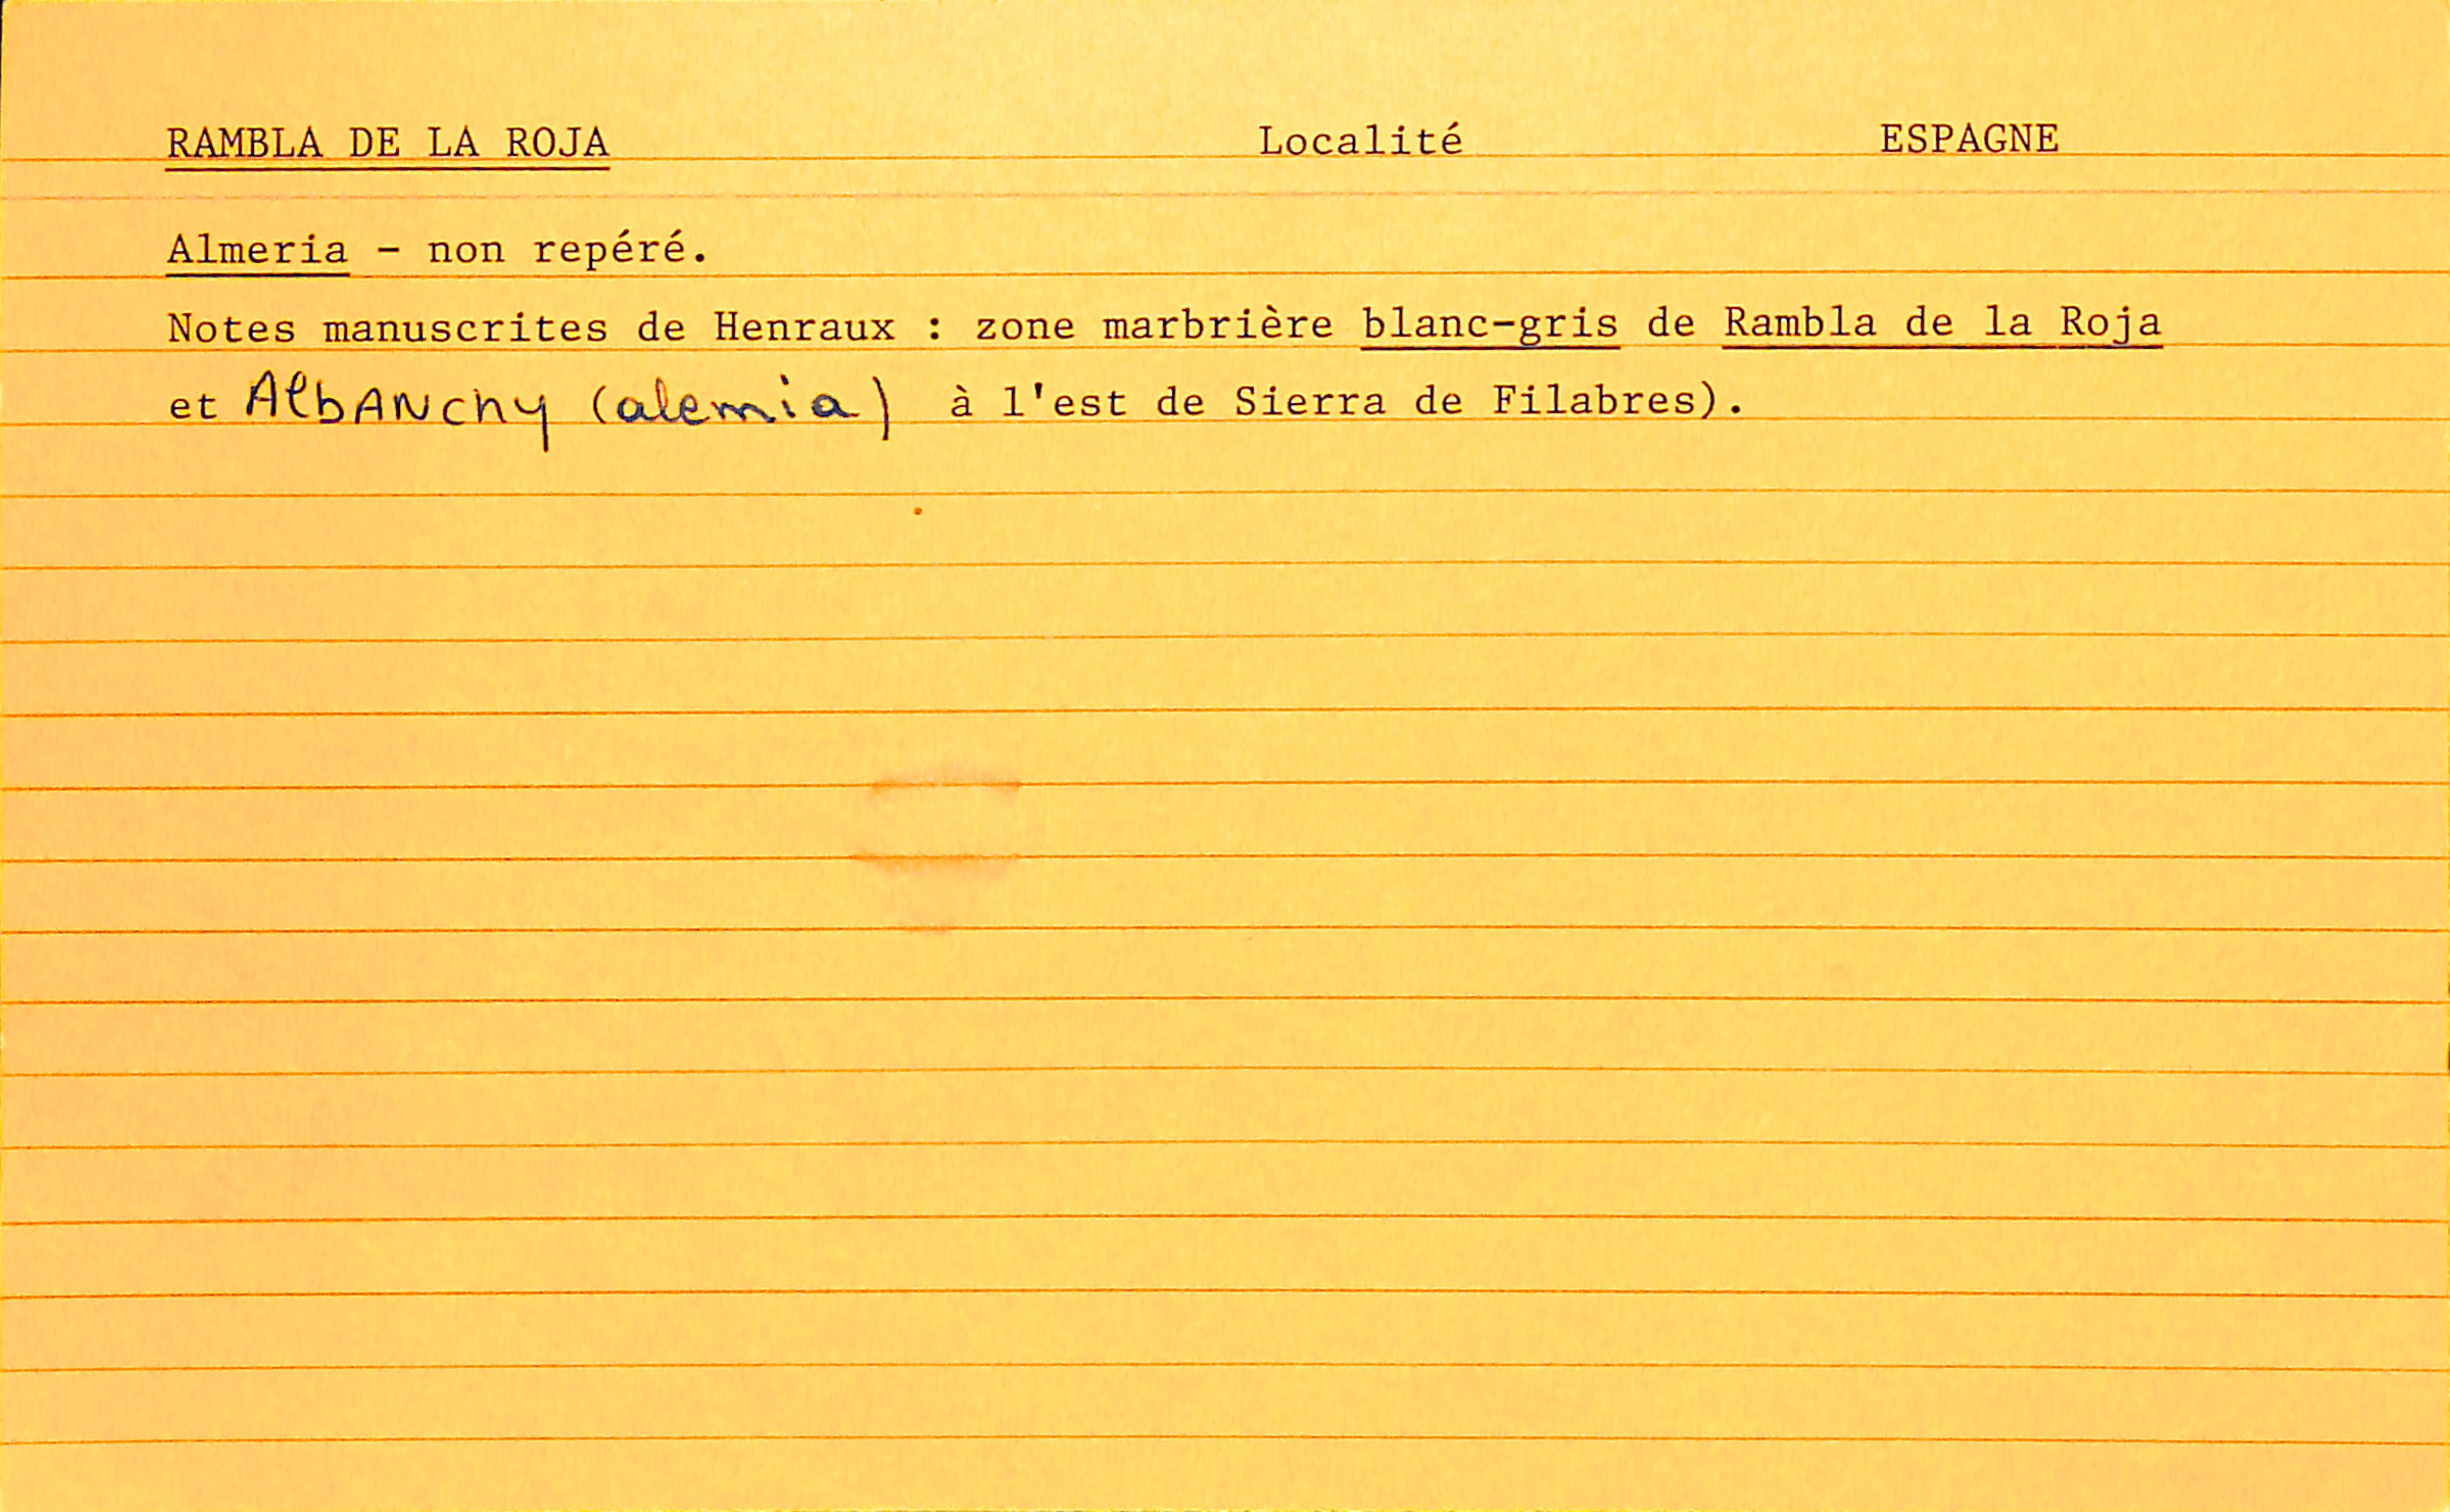 RAMBLA DE LA ROJA Localité ESPAGNE
Almeria - non repéré.
Notes manuscrites de Henraux : zone marbrière blanc-gris de Rambla de la Roja
et AlbANchy (alemia) à l'est de Sierra de Filabres).